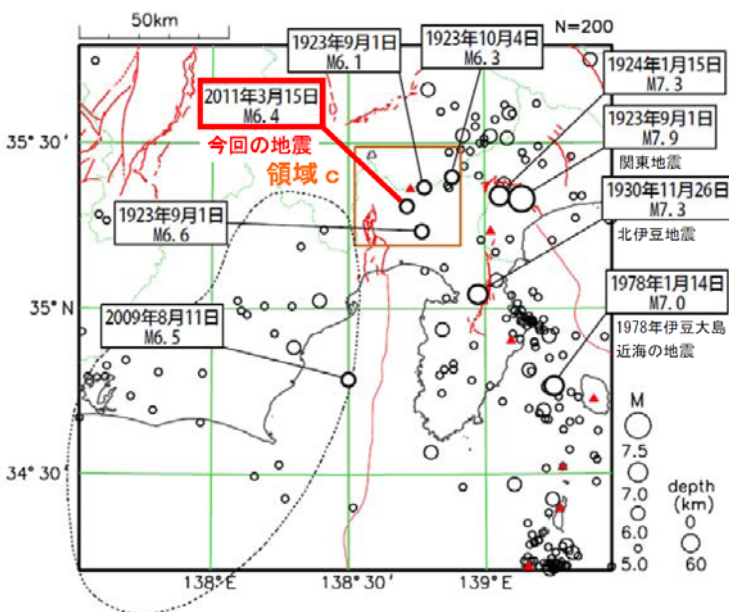 50km
N=200
1923年9月1日
M6.1
1923年10月4日
M6.3
2011年3月15日
M6.4
今回の地震
領域 c
1924年1月15日
M7.3
1923年9月1日
M7.9
関東地震
1930年11月26日
M7.3
北伊豆地震
1923年9月1日
M6.6
2009年8月11日
M6.5
1978年1月14日
M7.0
1978年伊豆大島
近海の地震
35° 30′
35° N
34° 30′
138° E
138° 30′
139° E
M
7.5
7.0
6.0
5.0
depth
(km)
0
60